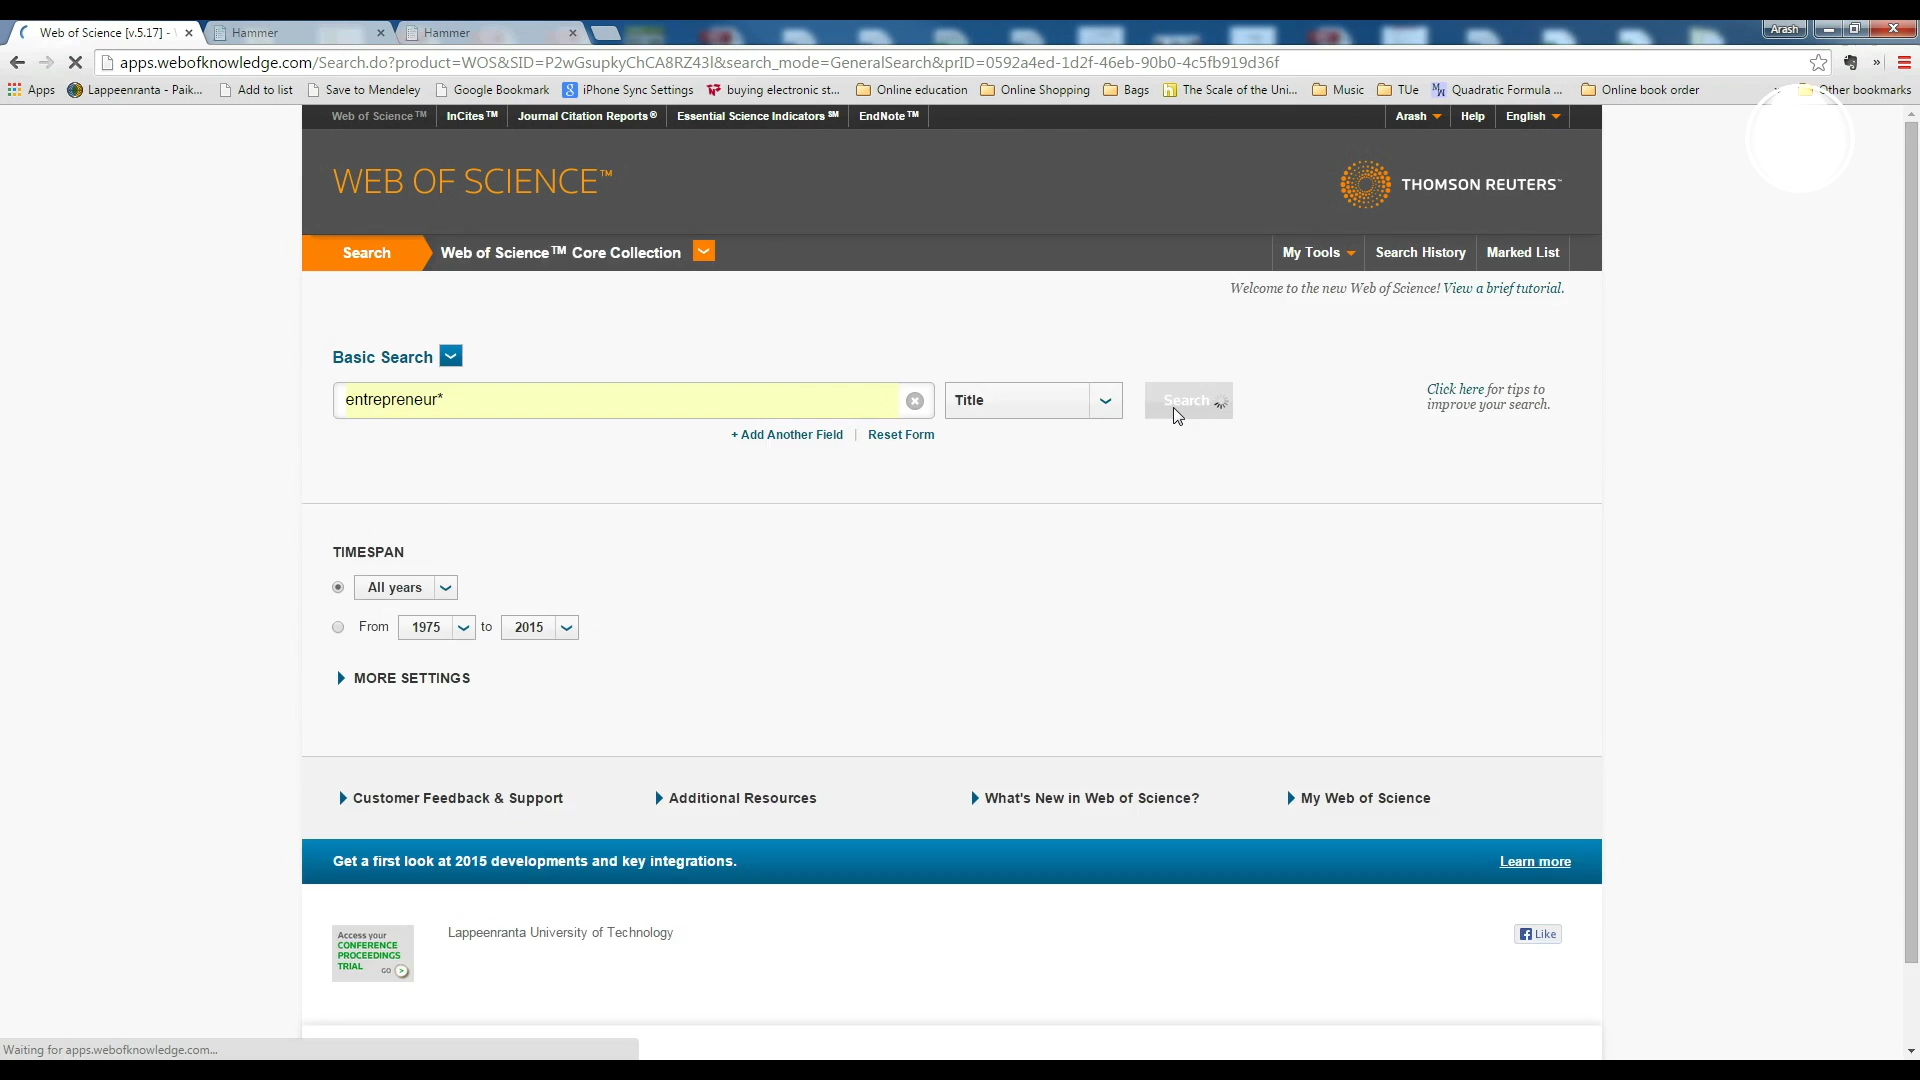 Web of Science [v.5.17] -
Hammer
Hammer
Arash
apps.webofknowledge.com/Search.do?product=WOS&SID=P2wGsupkyChCA8RZ43l&search_mode=GeneralSearch&prID=0592a4ed-1d2f-46eb-90b0-4c5fb919d36f
Apps Lappeenranta - Paik... Add to list Save to Mendeley Google Bookmark iPhone Sync Settings buying electronic st... Online education Online Shopping Bags The Scale of the Uni... Music TUe Quadratic Formula ... Online book order Other bookmarks
Web of Science™ InCites™ Journal Citation Reports® Essential Science Indicators℠ EndNote™ Arash Help English
WEB OF SCIENCE™
THOMSON REUTERS™
Search Web of Science™ Core Collection My Tools Search History Marked List
Welcome to the new Web of Science! View a brief tutorial.
Basic Search
entrepreneur*
Title
Search
Click here for tips to
improve your search.
+ Add Another Field | Reset Form
TIMESPAN
All years
From 1975 to 2015
MORE SETTINGS
Customer Feedback & Support Additional Resources What's New in Web of Science? My Web of Science
Get a first look at 2015 developments and key integrations. Learn more
Access your
CONFERENCE
PROCEEDINGS
TRIAL GO >
Lappeenranta University of Technology
Like
Waiting for apps.webofknowledge.com...